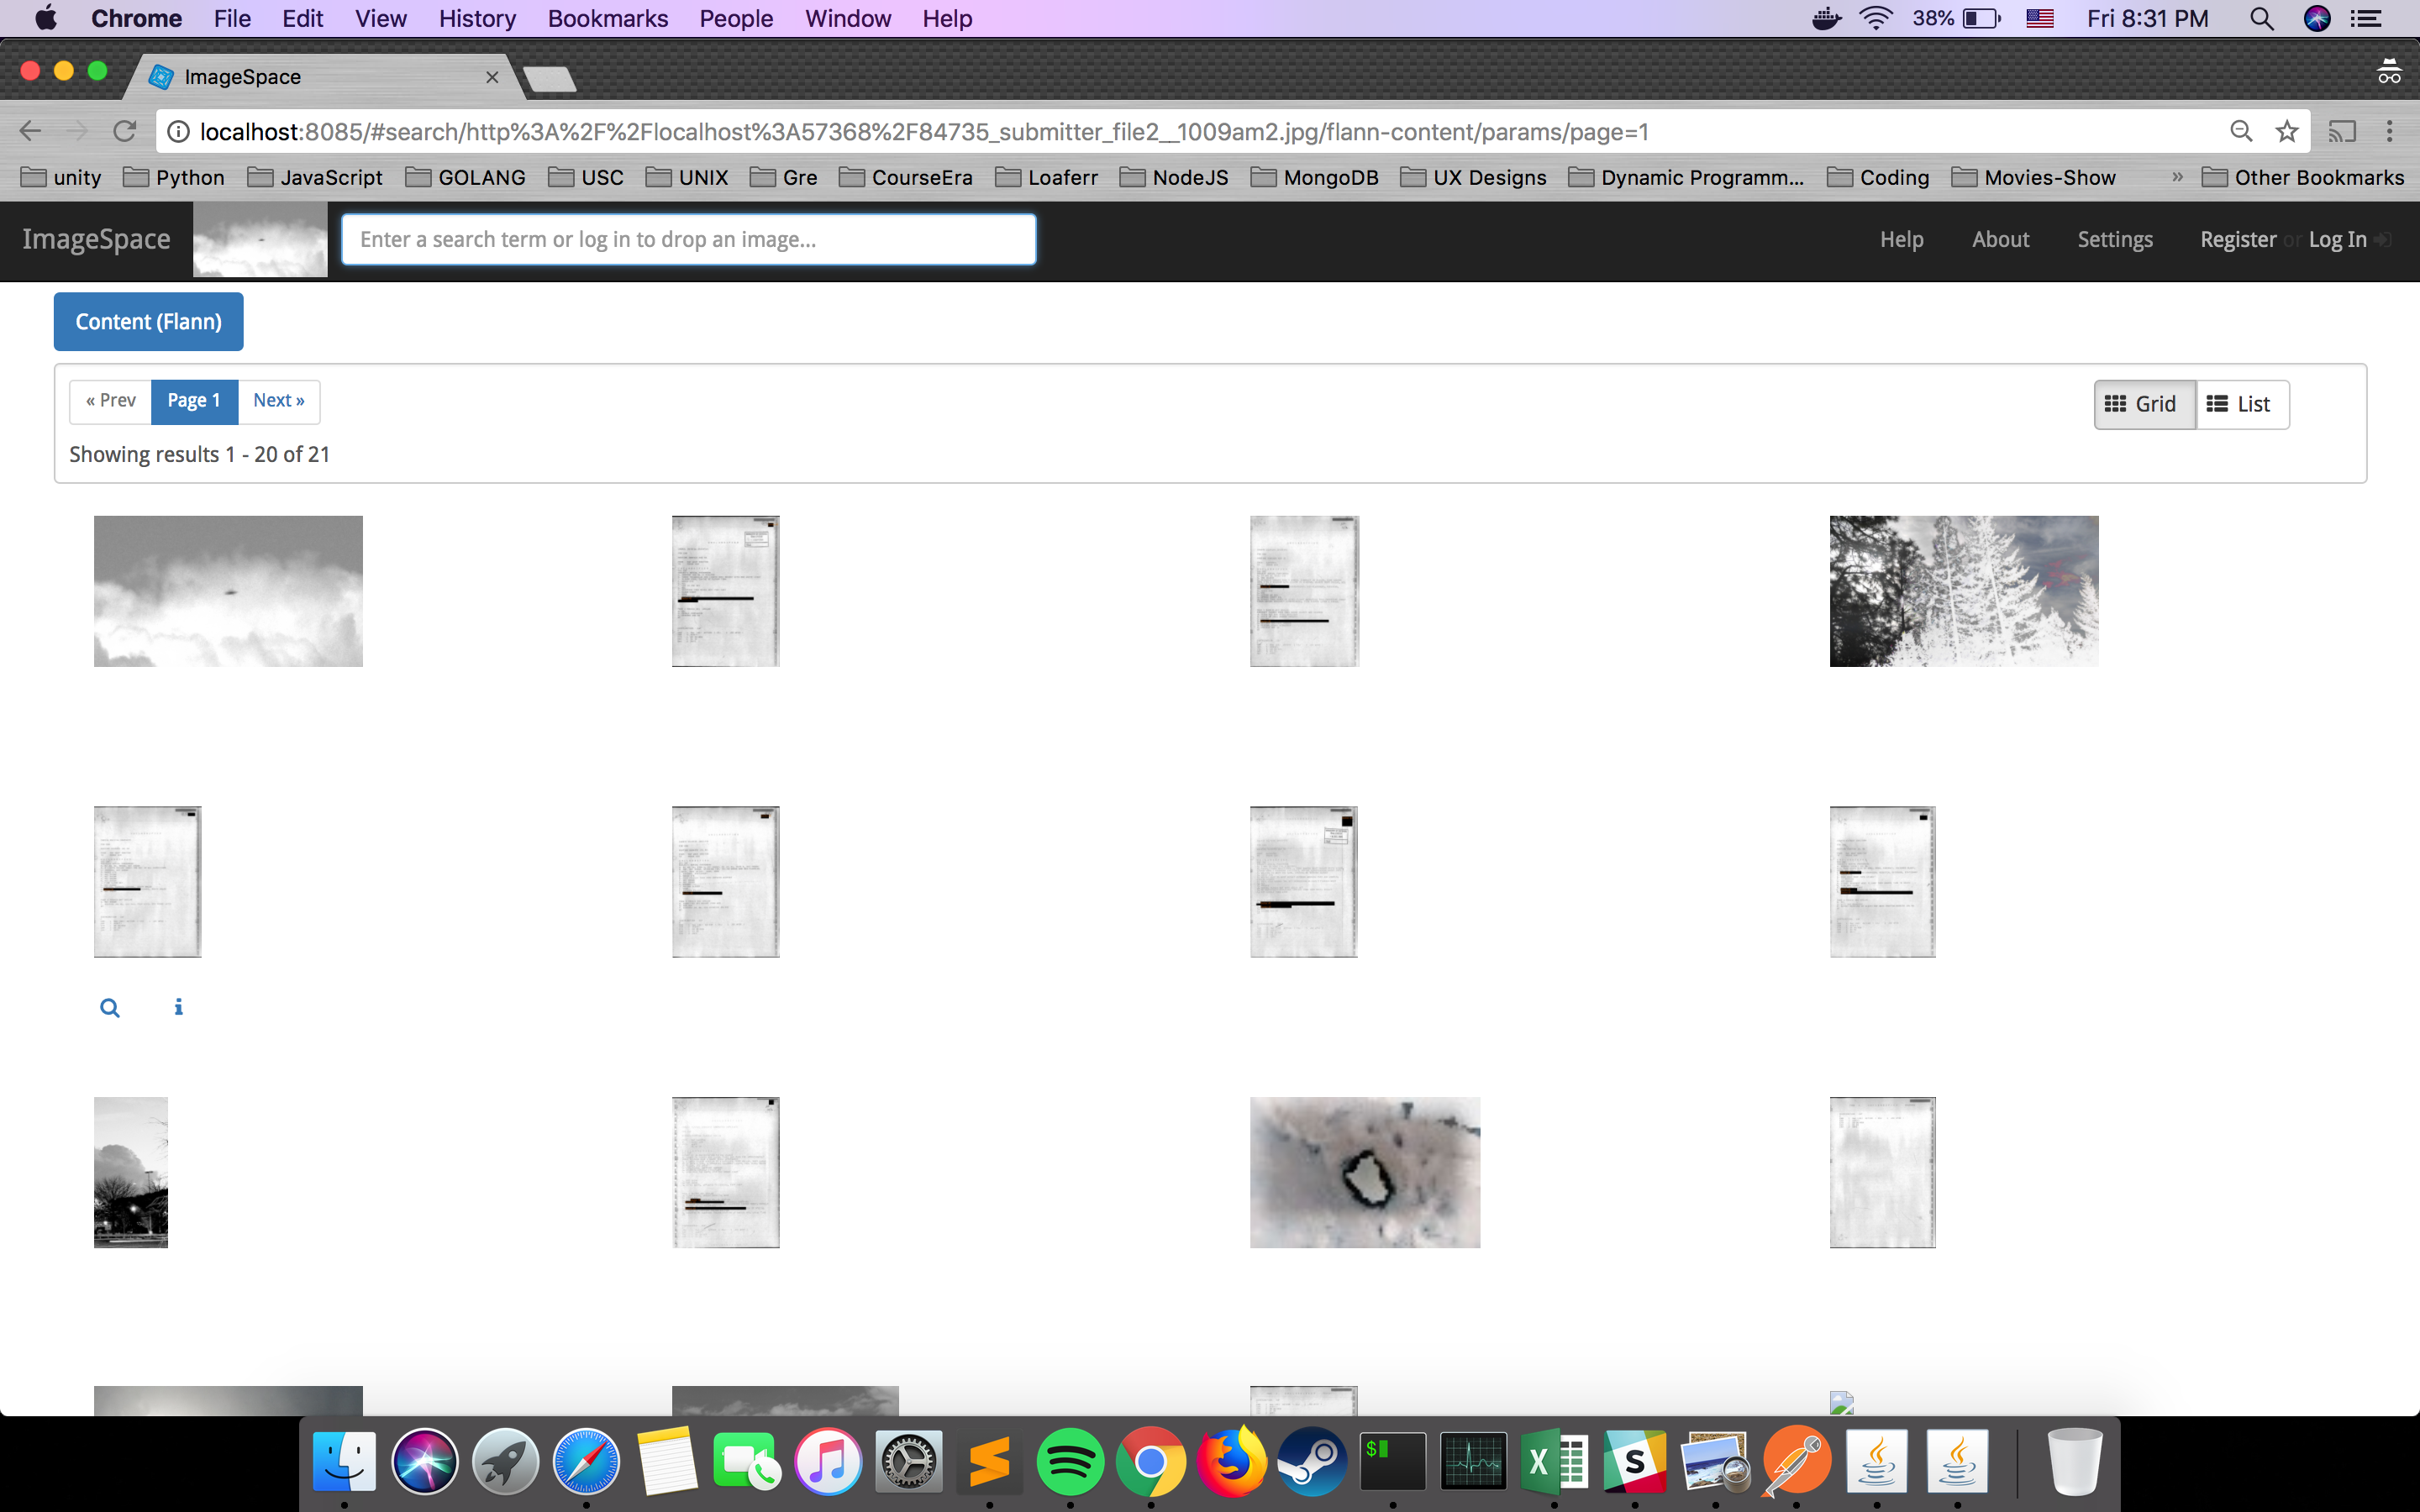 Chrome File Edit View History Bookmarks People Window Help 38% Fri 8:31 PM
ImageSpace
localhost:8085/#search/http%3A%2F%2Flocalhost%3A57368%2F84735_submitter_file2__1009am2.jpg/flann-content/params/page=1
unity Python JavaScript GOLANG USC UNIX Gre CourseEra Loaferr NodeJS MongoDB UX Designs Dynamic Programm... Coding Movies-Show » Other Bookmarks
ImageSpace Enter a search term or log in to drop an image... Help About Settings Register or Log In
Content (Flann)
« Prev Page 1 Next » Grid List
Showing results 1 - 20 of 21